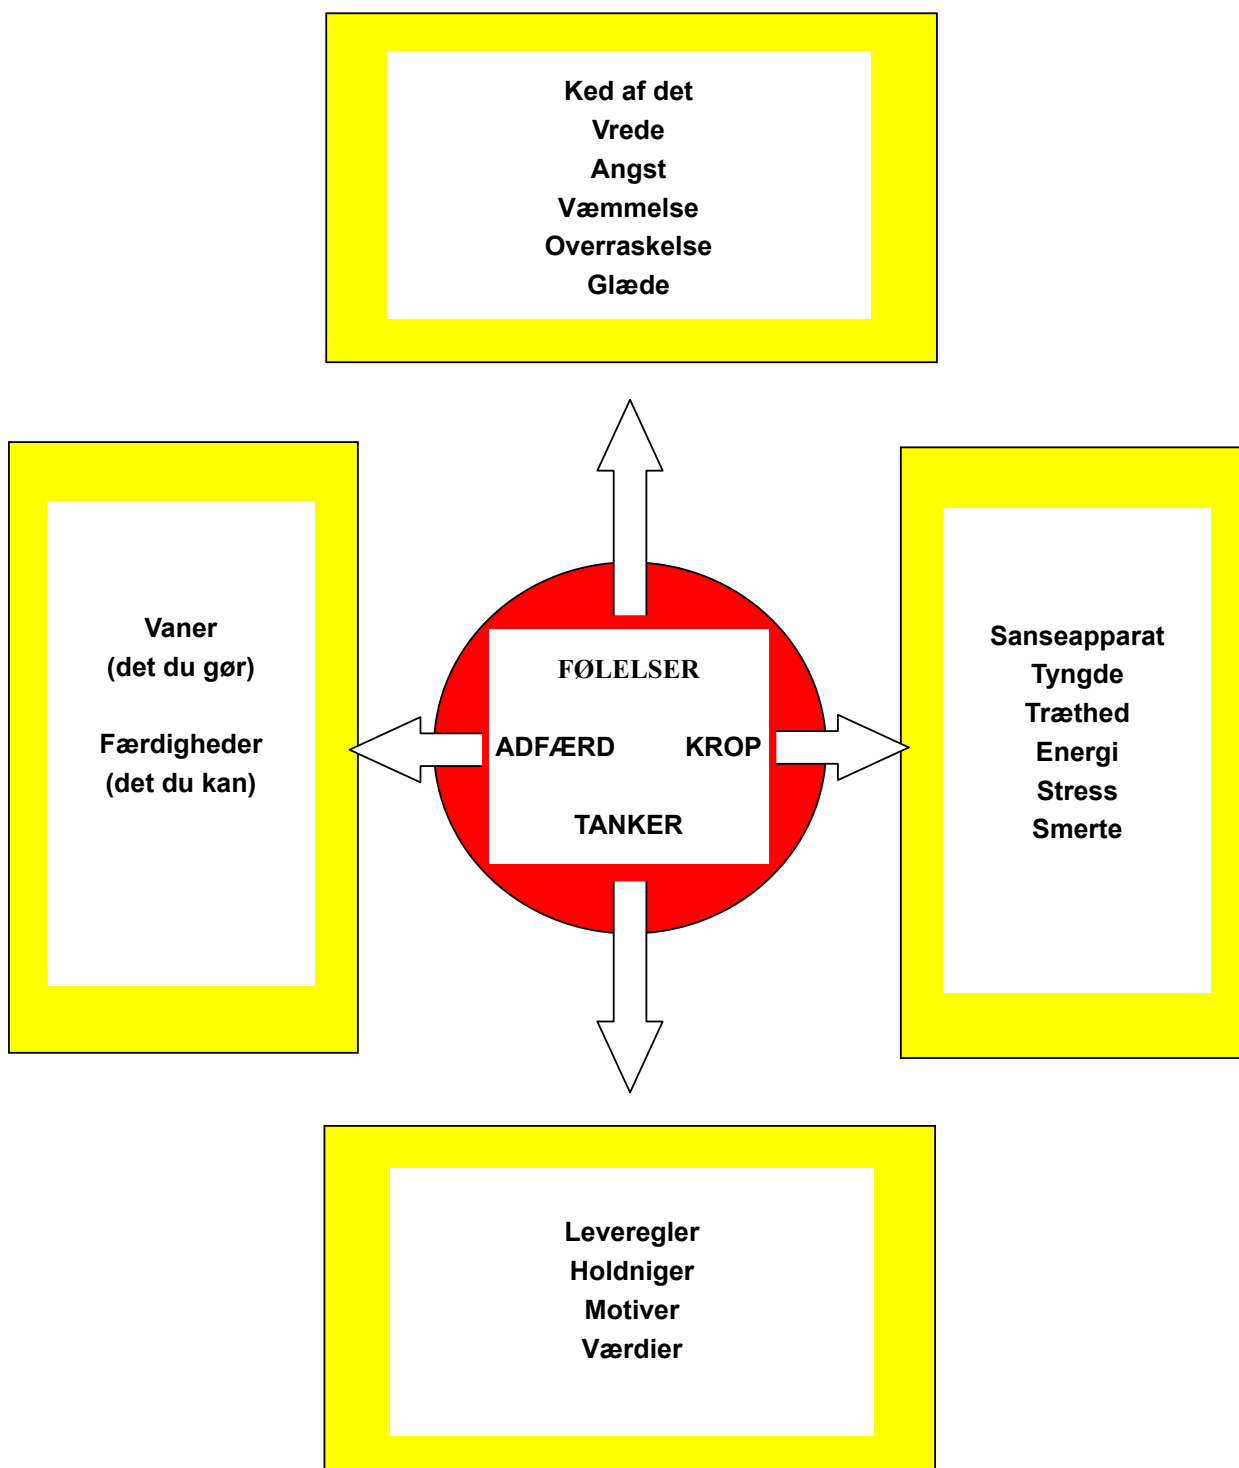 Ked af det
Vrede
Angst
Væmmelse
Overraskelse
Glæde
Vaner
(det du gør)
Færdigheder
(det du kan)
FØLELSER
ADFÆRD KROP
TANKER
Sanseapparat
Tyngde
Træthed
Energi
Stress
Smerte
Leveregler
Holdniger
Motiver
Værdier